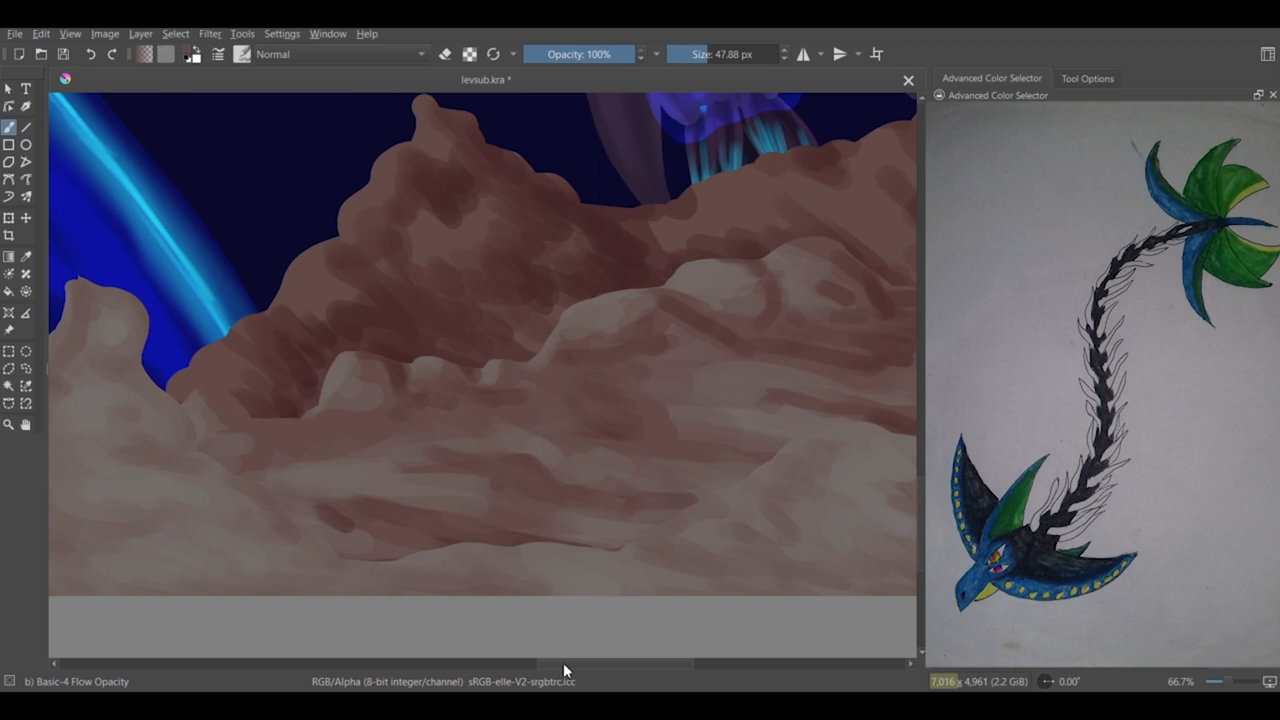 File Edit View Image Layer Select Filter Tools Settings Window Help
Normal
Opacity: 100%
Size: 47.88 px
levsub.kra *
Advanced Color Selector
Tool Options
Advanced Color Selector
b) Basic-4 Flow Opacity
RGB/Alpha (8-bit integer/channel) sRGB-elle-V2-srgbtrc.icc
7,016 x 4,961 (2.2 GiB)
0.00°
66.7%